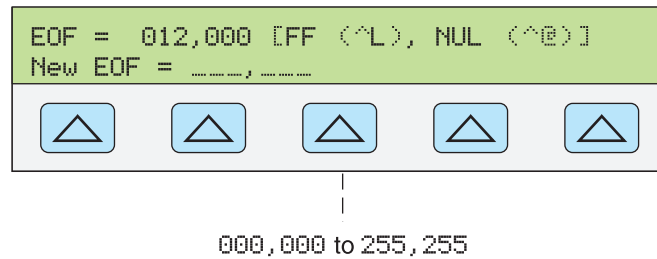 EOF = 012,000 [FF (^L), NUL (^@)]
New EOF = ___,___
000,000 to 255,255